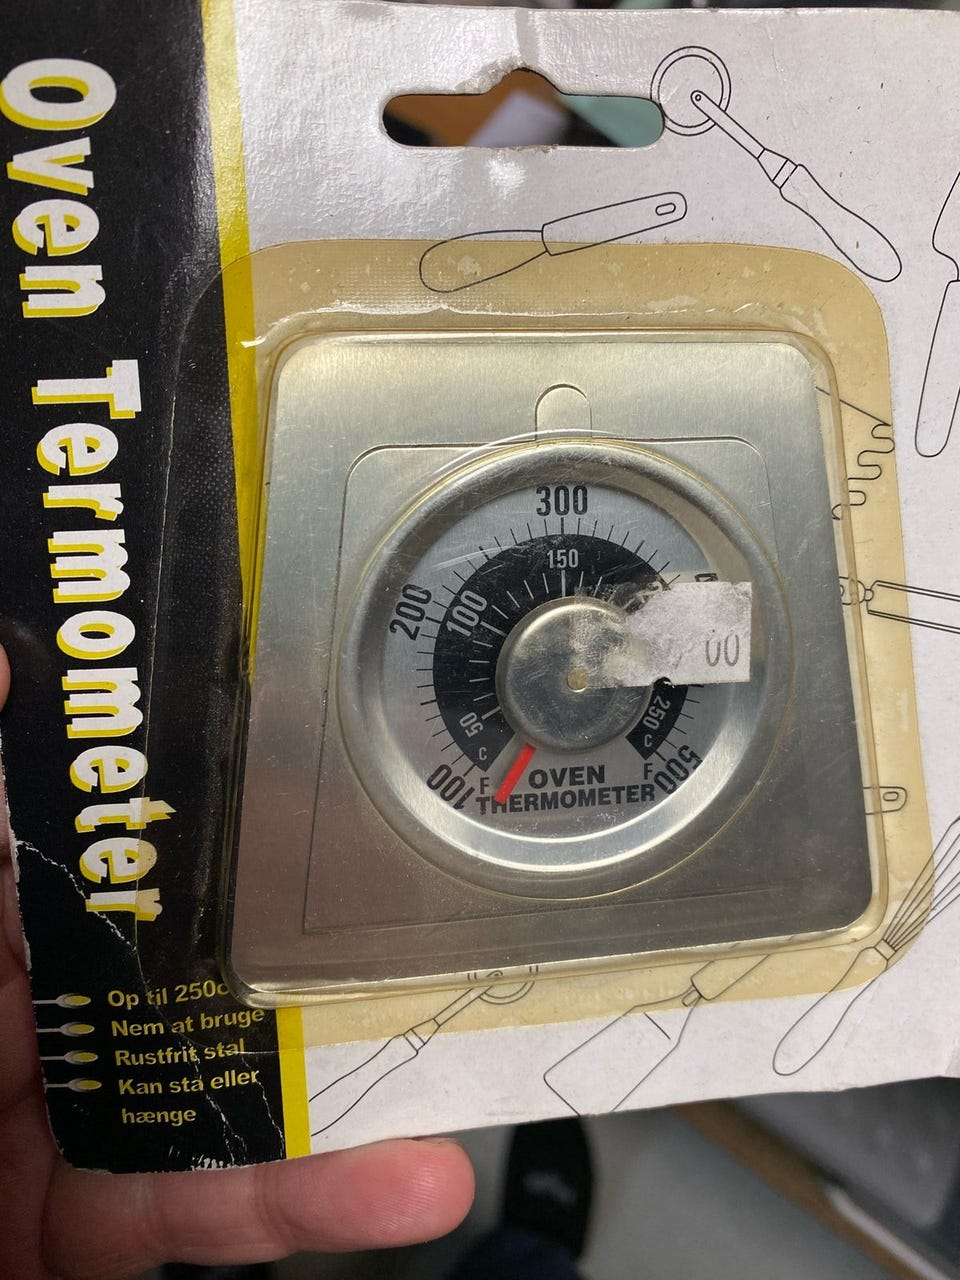 Oven Termometer
300
150
200
100
00
50
250
C
C
F
F
100
500
OVEN
THERMOMETER
Op til 250c
Nem at bruge
Rustfrit stal
Kan sta eller
hænge